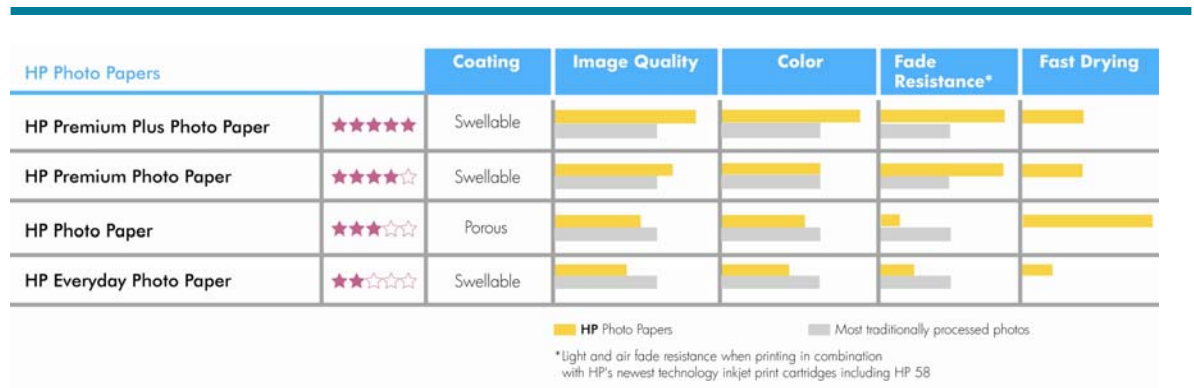 HP Photo Papers
Coating
Image Quality
Color
Fade
Resistance*
Fast Drying
HP Premium Plus Photo Paper
Swellable
HP Premium Photo Paper
Swellable
HP Photo Paper
Porous
HP Everyday Photo Paper
Swellable
HP Photo Papers
Most traditionally processed photos
*Light and air fade resistance when printing in combination
with HP's newest technology inkjet print cartridges including HP 58